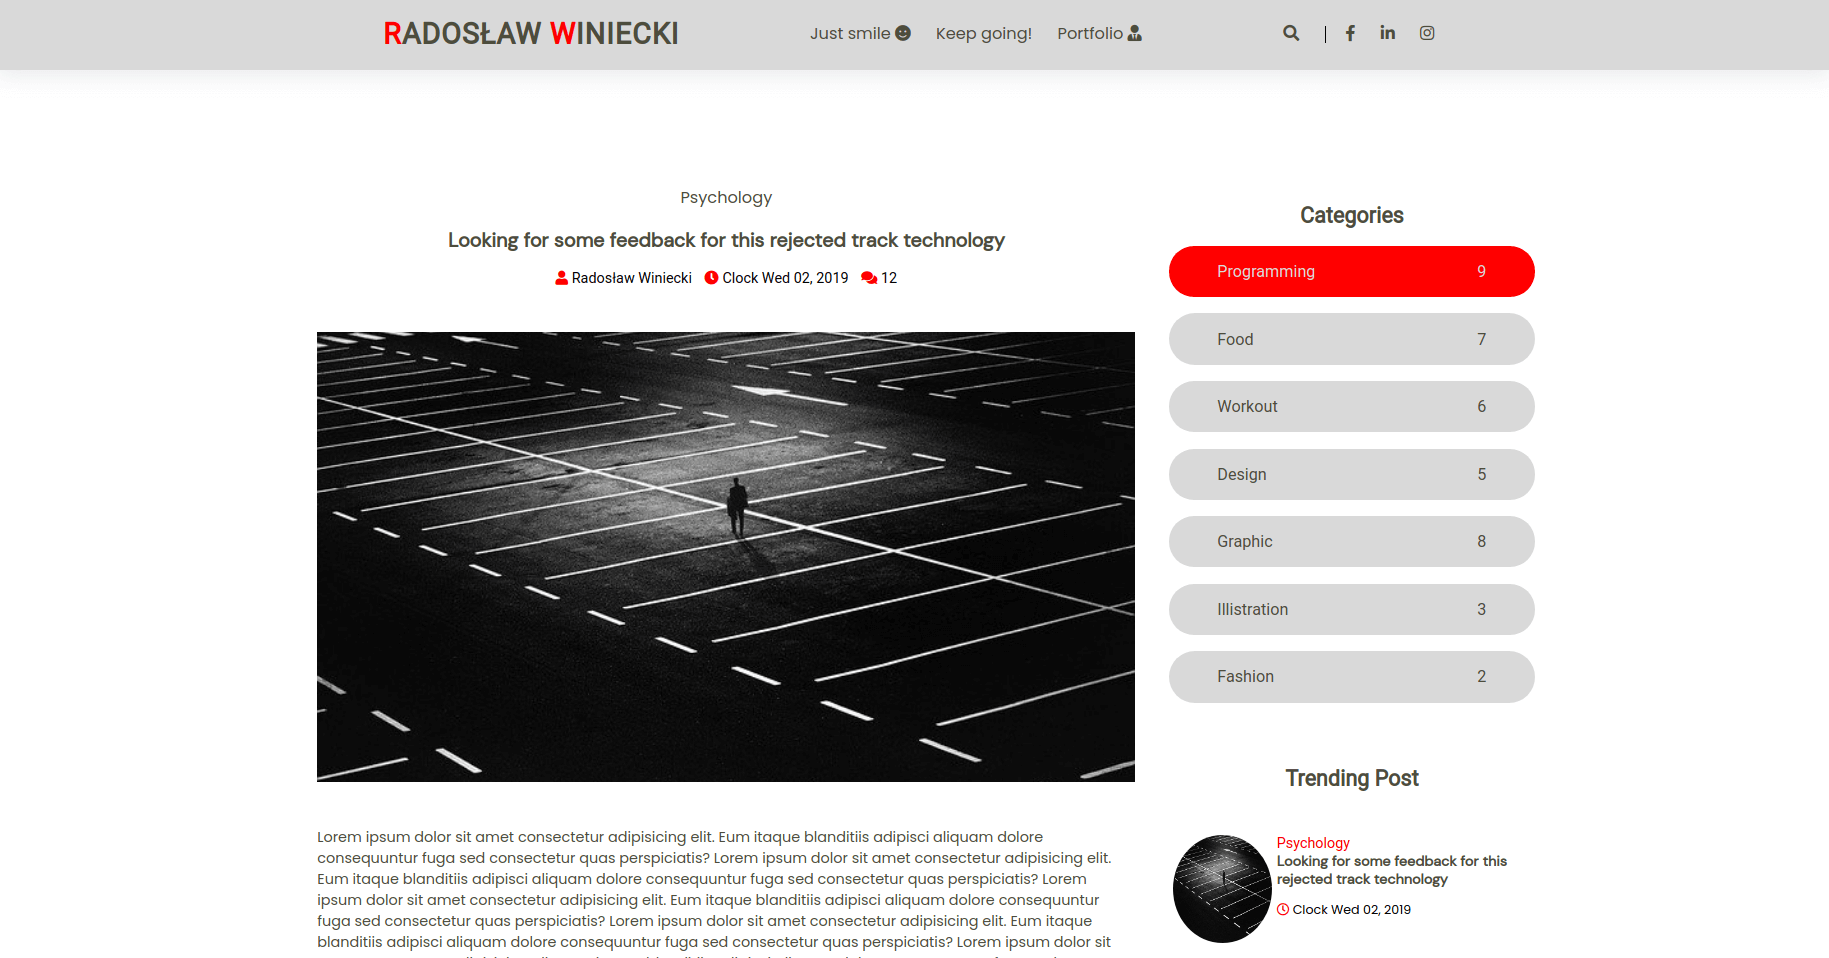 RADOSŁAW WINIECKI
Just smile
Keep going!
Portfolio
Psychology
Looking for some feedback for this rejected track technology
Radosław Winiecki
Clock Wed 02, 2019
12
Lorem ipsum dolor sit amet consectetur adipisicing elit. Eum itaque blanditiis adipisci aliquam dolore
consequuntur fuga sed consectetur quas perspiciatis? Lorem ipsum dolor sit amet consectetur adipisicing elit.
Eum itaque blanditiis adipisci aliquam dolore consequuntur fuga sed consectetur quas perspiciatis? Lorem
ipsum dolor sit amet consectetur adipisicing elit. Eum itaque blanditiis adipisci aliquam dolore consequuntur
fuga sed consectetur quas perspiciatis? Lorem ipsum dolor sit amet consectetur adipisicing elit. Eum itaque
blanditiis adipisci aliquam dolore consequuntur fuga sed consectetur quas perspiciatis? Lorem ipsum dolor sit
Categories
Programming 9
Food 7
Workout 6
Design 5
Graphic 8
Illistration 3
Fashion 2
Trending Post
Psychology
Looking for some feedback for this
rejected track technology
Clock Wed 02, 2019